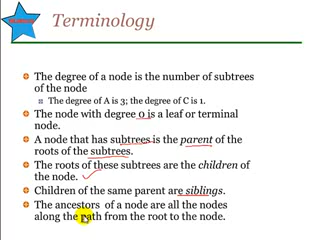 Terminology
The degree of a node is the number of subtrees
of the node
The degree of A is 3; the degree of C is 1.
The node with degree 0 is a leaf or terminal
node.
A node that has subtrees is the parent of the
roots of the subtrees.
The roots of these subtrees are the children of
the node.
Children of the same parent are siblings.
The ancestors of a node are all the nodes
along the path from the root to the node.